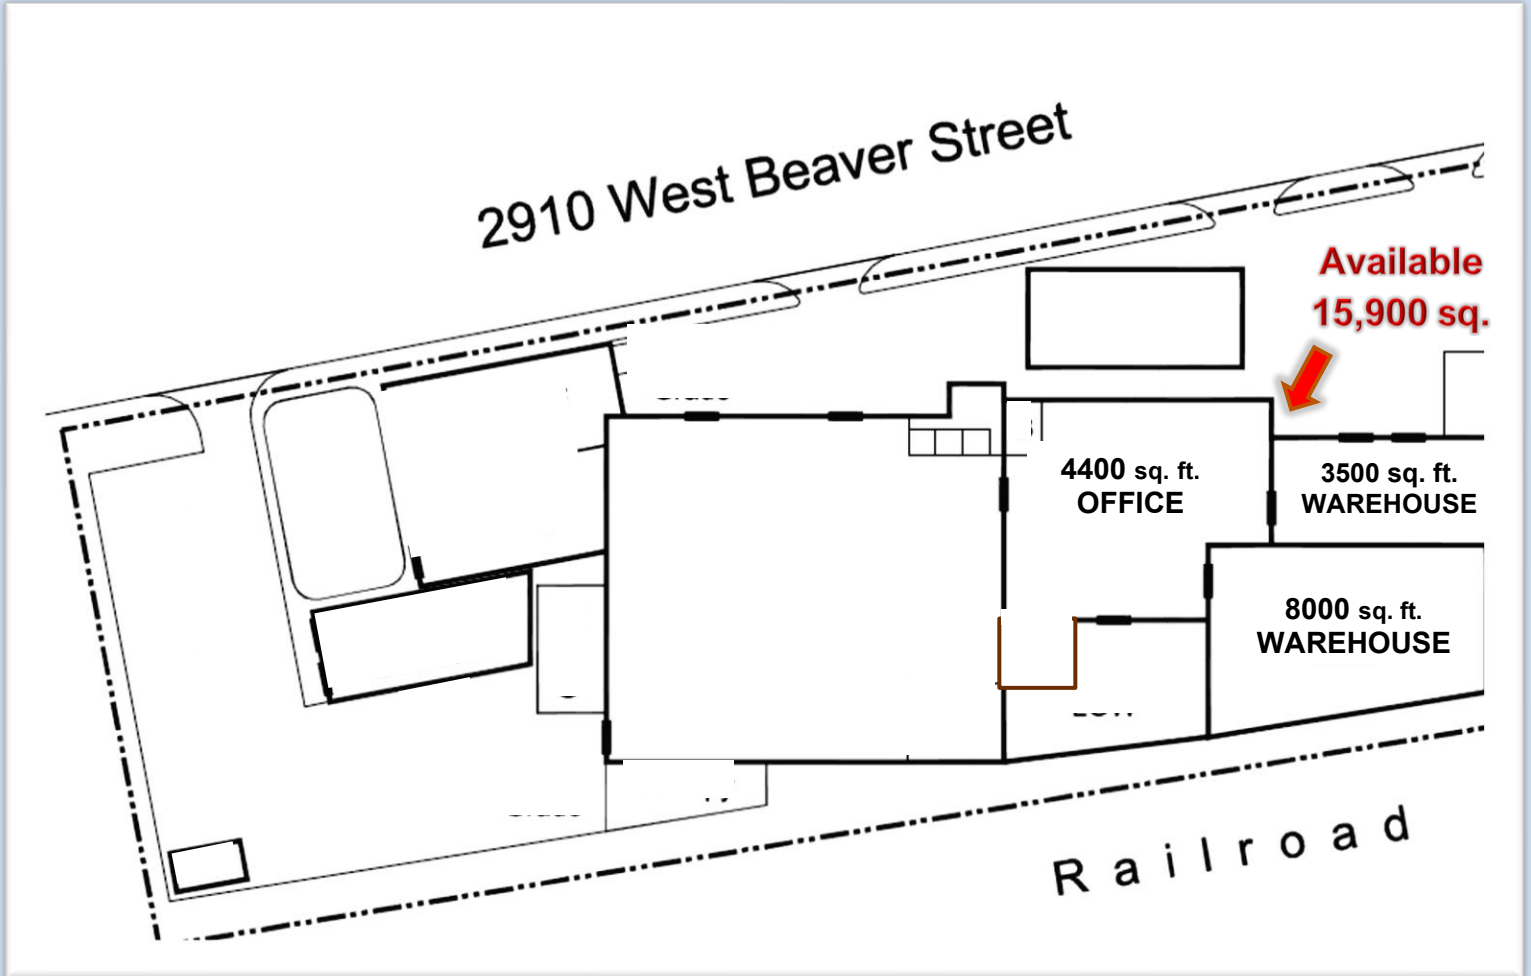 2910 West Beaver Street
Available
15,900 sq.
4400 sq. ft.
OFFICE
3500 sq. ft.
WAREHOUSE
8000 sq. ft.
WAREHOUSE
Railroad